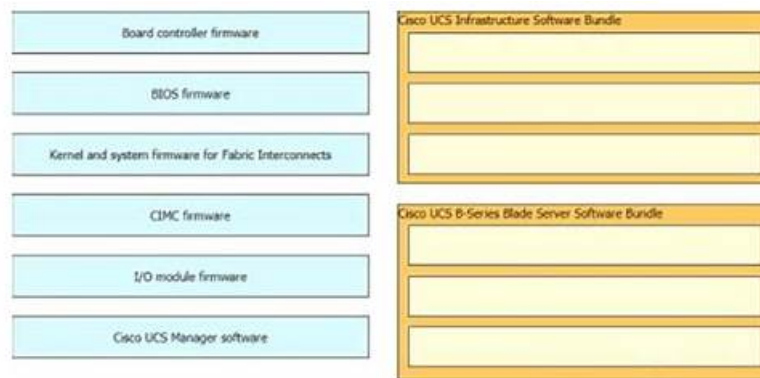 Board controller firmware
BIOS firmware
Kernel and system firmware for Fabric Interconnects
CIMC firmware
I/O module firmware
Cisco UCS Manager software
Cisco UCS Infrastructure Software Bundle
Cisco UCS B-Series Blade Server Software Bundle